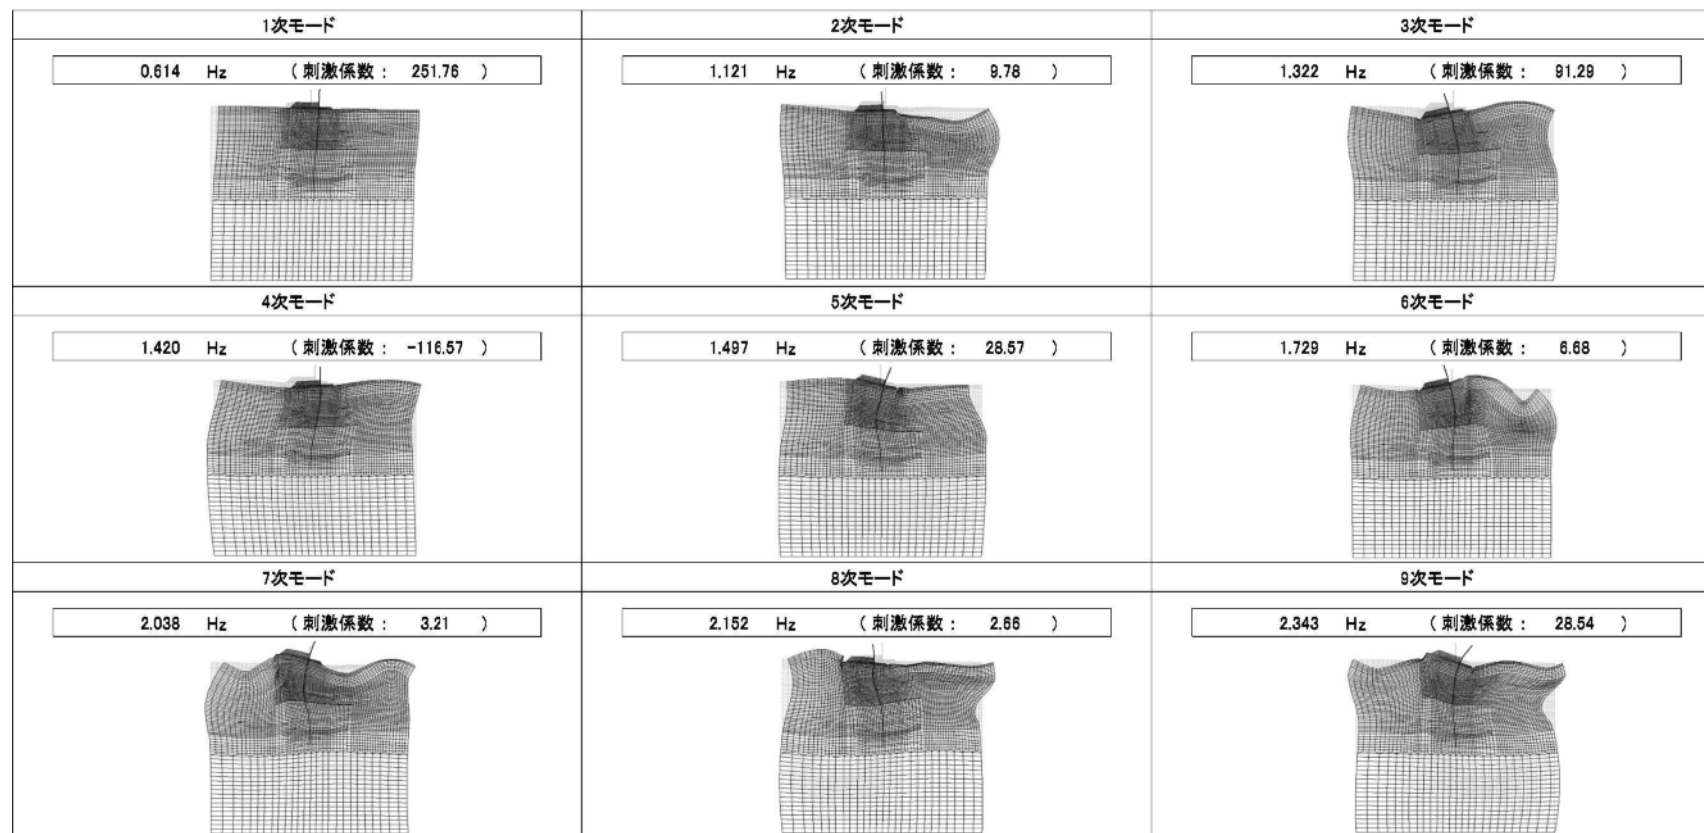 1次モード 2次モード 3次モード
0.614 Hz (刺激係数: 251.76 ) 1.121 Hz (刺激係数: 9.78 ) 1.322 Hz (刺激係数: 91.29 )
4次モード 5次モード 6次モード
1.420 Hz (刺激係数: -116.57 ) 1.497 Hz (刺激係数: 28.57 ) 1.729 Hz (刺激係数: 6.68 )
7次モード 8次モード 9次モード
2.038 Hz (刺激係数: 3.21 ) 2.152 Hz (刺激係数: 2.66 ) 2.343 Hz (刺激係数: 28.54 )